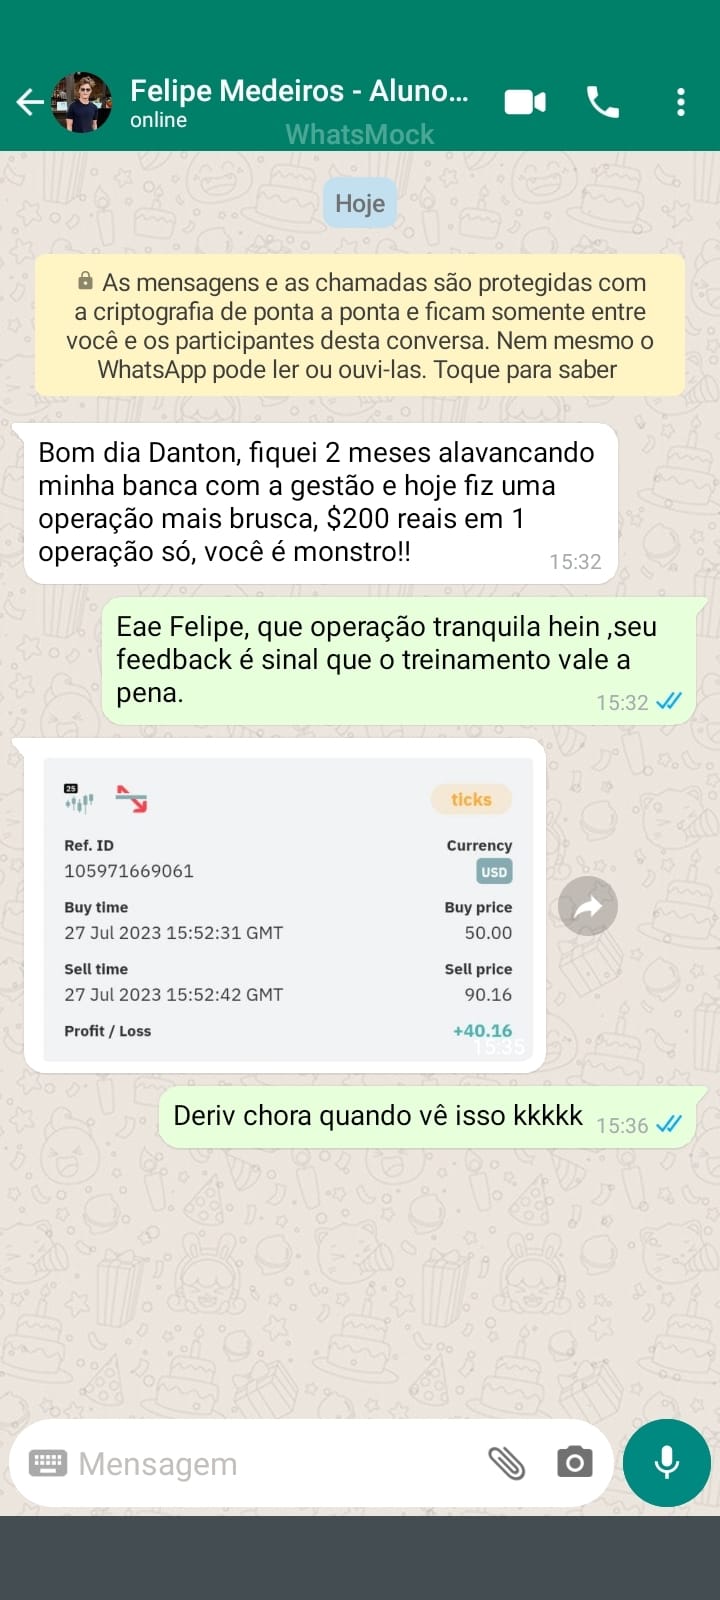 Felipe Medeiros - Aluno...
online
WhatsMock
Hoje
As mensagens e as chamadas são protegidas com
a criptografia de ponta a ponta e ficam somente entre
você e os participantes desta conversa. Nem mesmo o
WhatsApp pode ler ou ouvi-las. Toque para saber
Bom dia Danton, fiquei 2 meses alavancando
minha banca com a gestão e hoje fiz uma
operação mais brusca, $200 reais em 1
operação só, você é monstro!!
15:32
Eae Felipe, que operação tranquila hein ,seu
feedback é sinal que o treinamento vale a
pena.
15:32
25
ticks
Ref. ID Currency
105971669061 USD
Buy time Buy price
27 Jul 2023 15:52:31 GMT 50.00
Sell time Sell price
27 Jul 2023 15:52:42 GMT 90.16
Profit / Loss +40.16
15:35
Deriv chora quando vê isso kkkkk 15:36
Mensagem